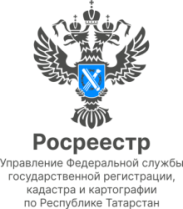 Росреестр
Управление Федеральной службы
государственной регистрации,
кадастра и картографии
по Республике Татарстан